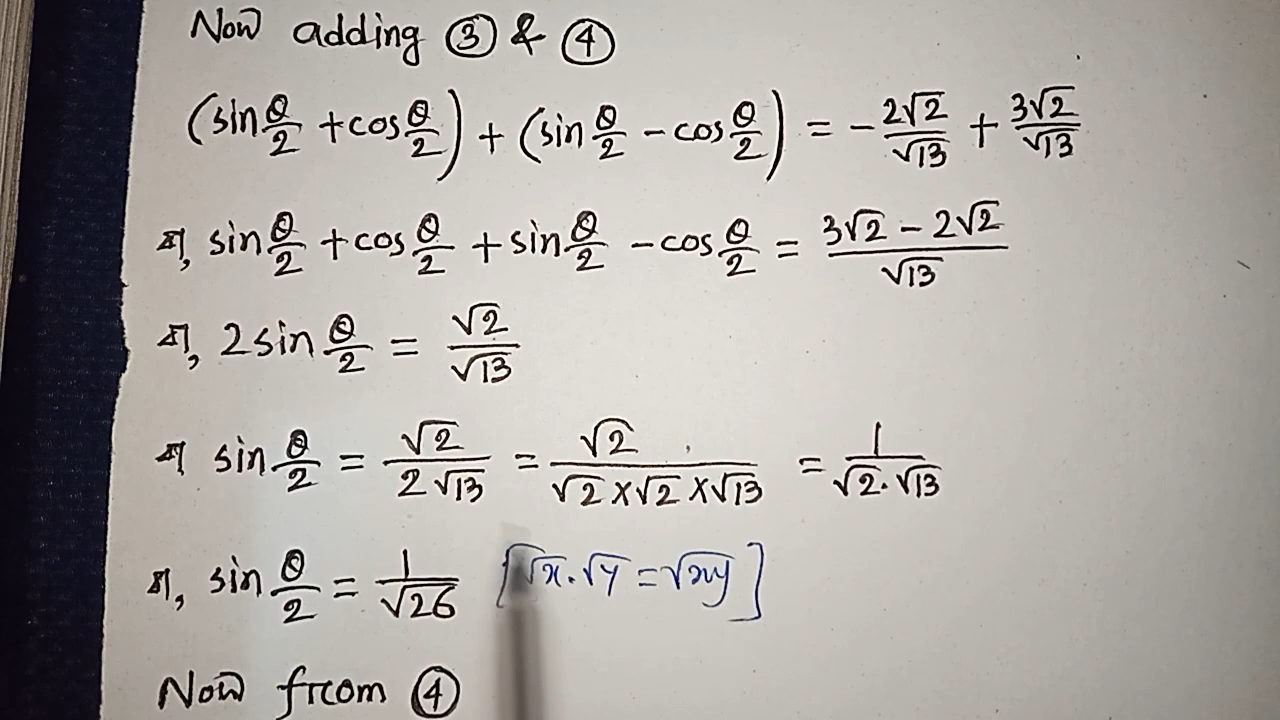 Now adding ③ & ④
(sin θ/2 + cos θ/2) + (sin θ/2 - cos θ/2) = - 2√2/√13 + 3√2/√13
বা, sin θ/2 + cos θ/2 + sin θ/2 - cos θ/2 = (3√2 - 2√2)/√13
বা, 2 sin θ/2 = √2/√13
বা sin θ/2 = √2/(2√13) = √2/(√2 × √2 × √13) = 1/(√2 · √13)
বা, sin θ/2 = 1/√26 [√x · √y = √xy]
Now from ④